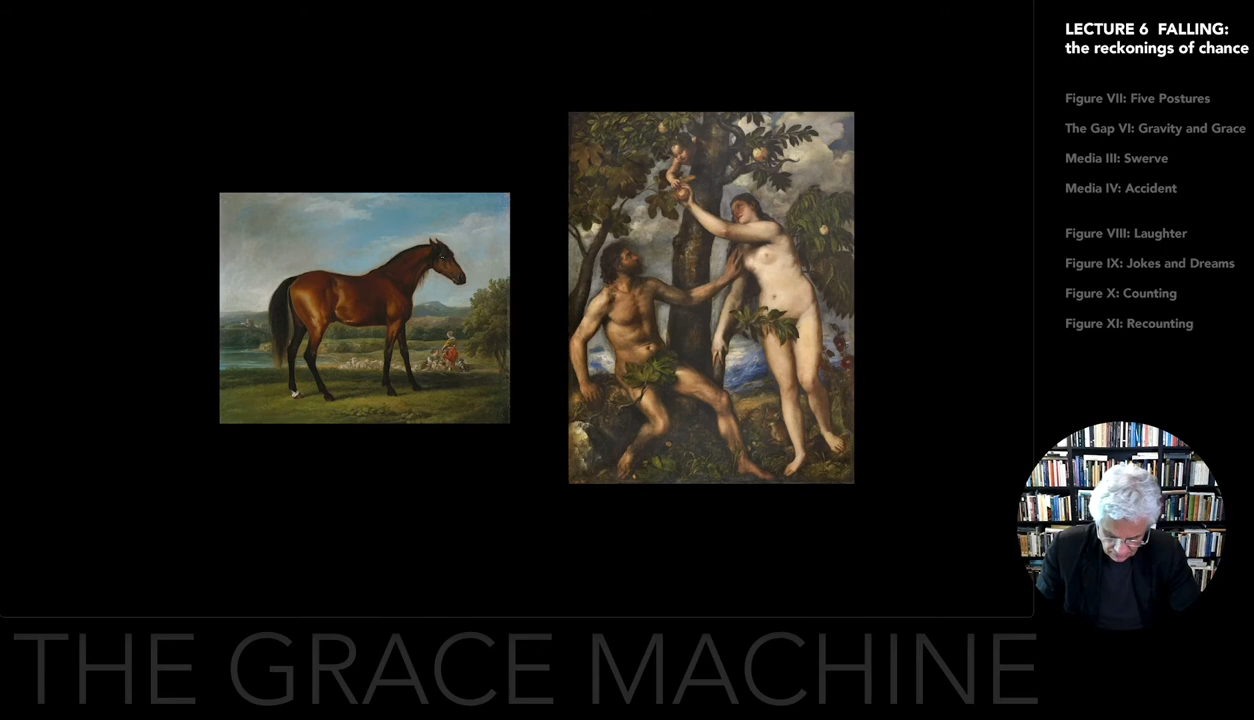 LECTURE 6 FALLING:
the reckonings of chance
Figure VII: Five Postures
The Gap VI: Gravity and Grace
Media III: Swerve
Media IV: Accident
Figure VIII: Laughter
Figure IX: Jokes and Dreams
Figure X: Counting
Figure XI: Recounting
THE GRACE MACHINE